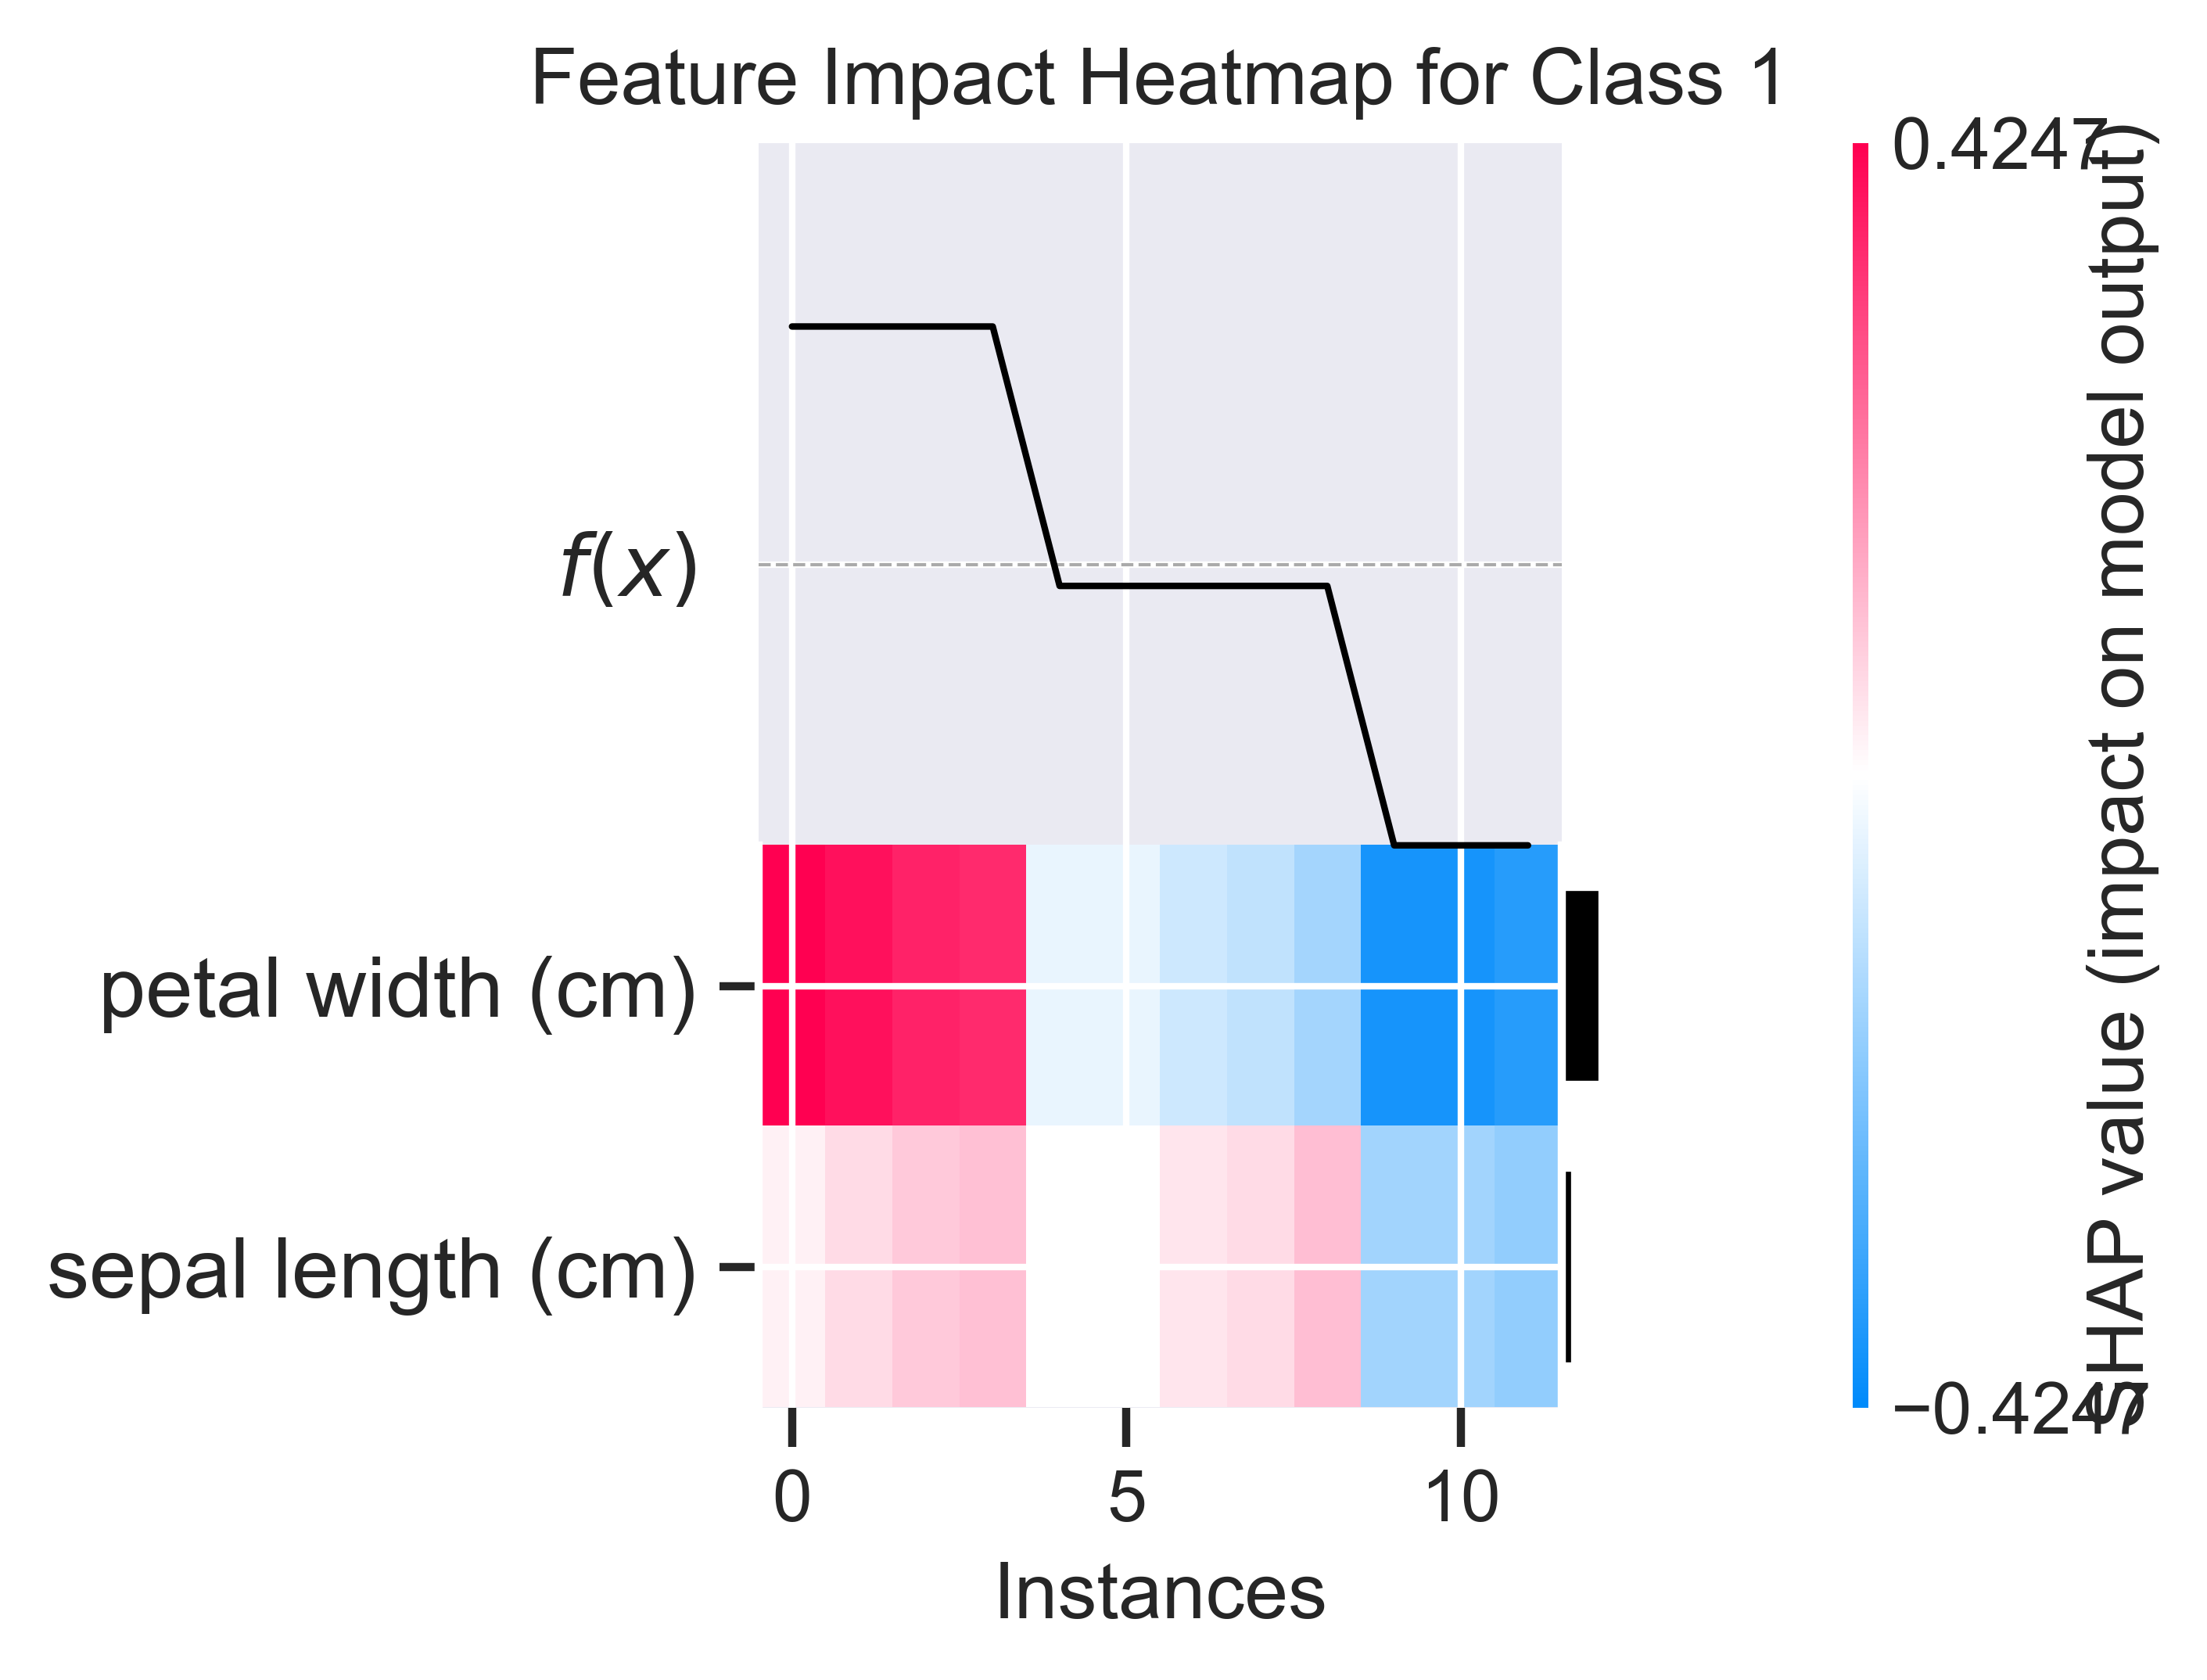 Feature Impact Heatmap for Class 1
f(x)
petal width (cm)
sepal length (cm)
0 5 10
Instances
0.4247
−0.4247
SHAP value (impact on model output)